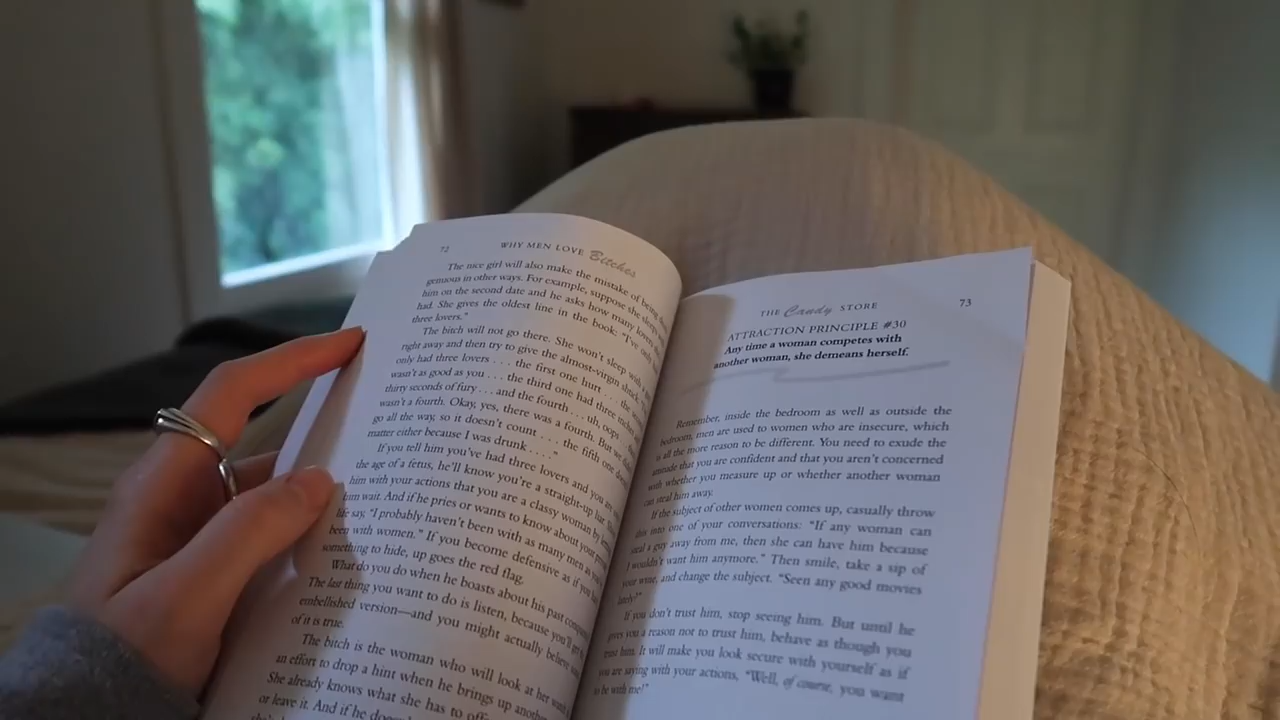 72
WHY MEN LOVE Bitches
The nice girl will also make the mistake of being
genuous in other ways. For example, suppose she sleeps
him on the second date and he asks how many lovers
had. She gives the oldest line in the book: "I've only
three lovers."
The bitch will not go there. She won't sleep with
right away and then try to give the almost-virgin
only had three lovers . . . the first one hurt . . . the
wasn't as good as you . . . the third one had three
thirty seconds of fury . . . and the fourth . . . uh, oops
wasn't a fourth. Okay, yes, there was a fourth. But we
go all the way, so it doesn't count . . . the fifth one
matter either because I was drunk . . . ."
If you tell him you've had three lovers and you are
the age of a fetus, he'll know you're a straight-up liar.
him with your actions that you are a classy woman by
him wait. And if he pries or wants to know about your
life say, "I probably haven't been with as many men as
been with women." If you become defensive as if you
something to hide, up goes the red flag.
What do you do when he boasts about his past
The last thing you want to do is listen, because you'll get
embellished version—and you might actually believe
of it is true.
The bitch is the woman who will look at her
an effort to drop a hint when he brings up another
She already knows what she has to
or leave it. And if he
THE Candy STORE
73
ATTRACTION PRINCIPLE #30
Any time a woman competes with
another woman, she demeans herself.
Remember, inside the bedroom as well as outside the
bedroom, men are used to women who are insecure, which
is all the more reason to be different. You need to exude the
attitude that you are confident and that you aren't concerned
with whether you measure up or whether another woman
can steal him away.
If the subject of other women comes up, casually throw
this into one of your conversations: "If any woman can
steal a guy away from me, then she can have him because
I wouldn't want him anymore." Then smile, take a sip of
your wine, and change the subject. "Seen any good movies
lately?"
If you don't trust him, stop seeing him. But until he
gives you a reason not to trust him, behave as though you
trust him. It will make you look secure with yourself as if
you are saying with your actions, "Well, of course, you want
to be with me!"